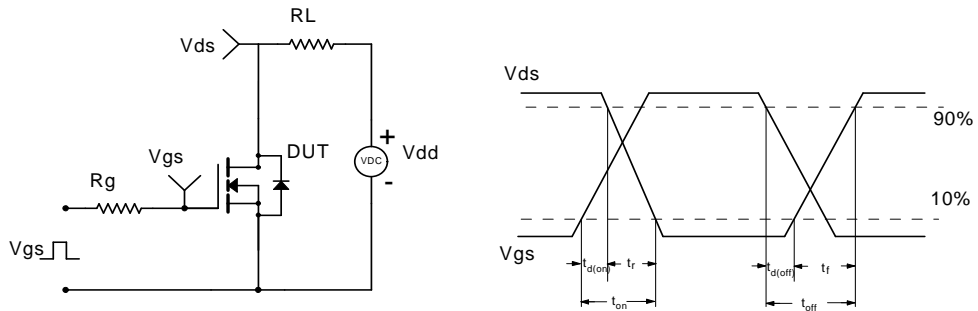 RL
Vds
Vgs
DUT
+
VDC
-
Vdd
Rg
Vgs
Vds
90%
10%
Vgs
td(on)
tr
ton
td(off)
tf
toff